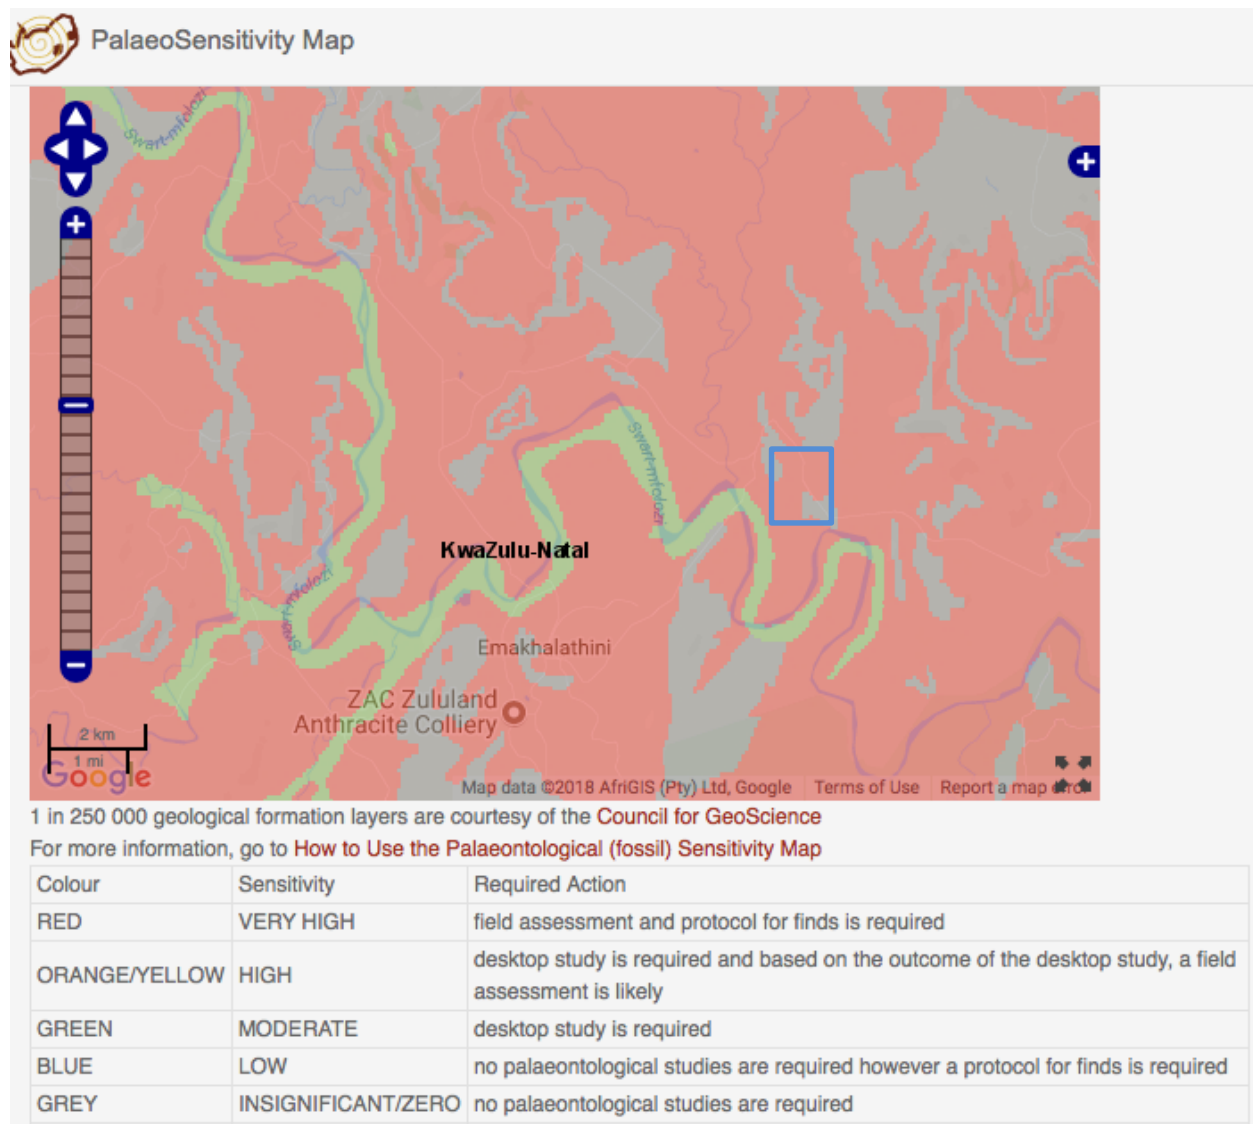 PalaeoSensitivity Map
Swart-mfolozi
Swart-mfolozi
KwaZulu-Natal
Swart-mfolozi
Emakhalathini
ZAC Zululand
Anthracite Colliery
2 km
1 mi
Google
Map data ©2018 AfriGIS (Pty) Ltd, Google Terms of Use Report a map error
1 in 250 000 geological formation layers are courtesy of the Council for GeoScience
For more information, go to How to Use the Palaeontological (fossil) Sensitivity Map
Colour Sensitivity Required Action
RED VERY HIGH field assessment and protocol for finds is required
ORANGE/YELLOW HIGH desktop study is required and based on the outcome of the desktop study, a field
assessment is likely
GREEN MODERATE desktop study is required
BLUE LOW no palaeontological studies are required however a protocol for finds is required
GREY INSIGNIFICANT/ZERO no palaeontological studies are required